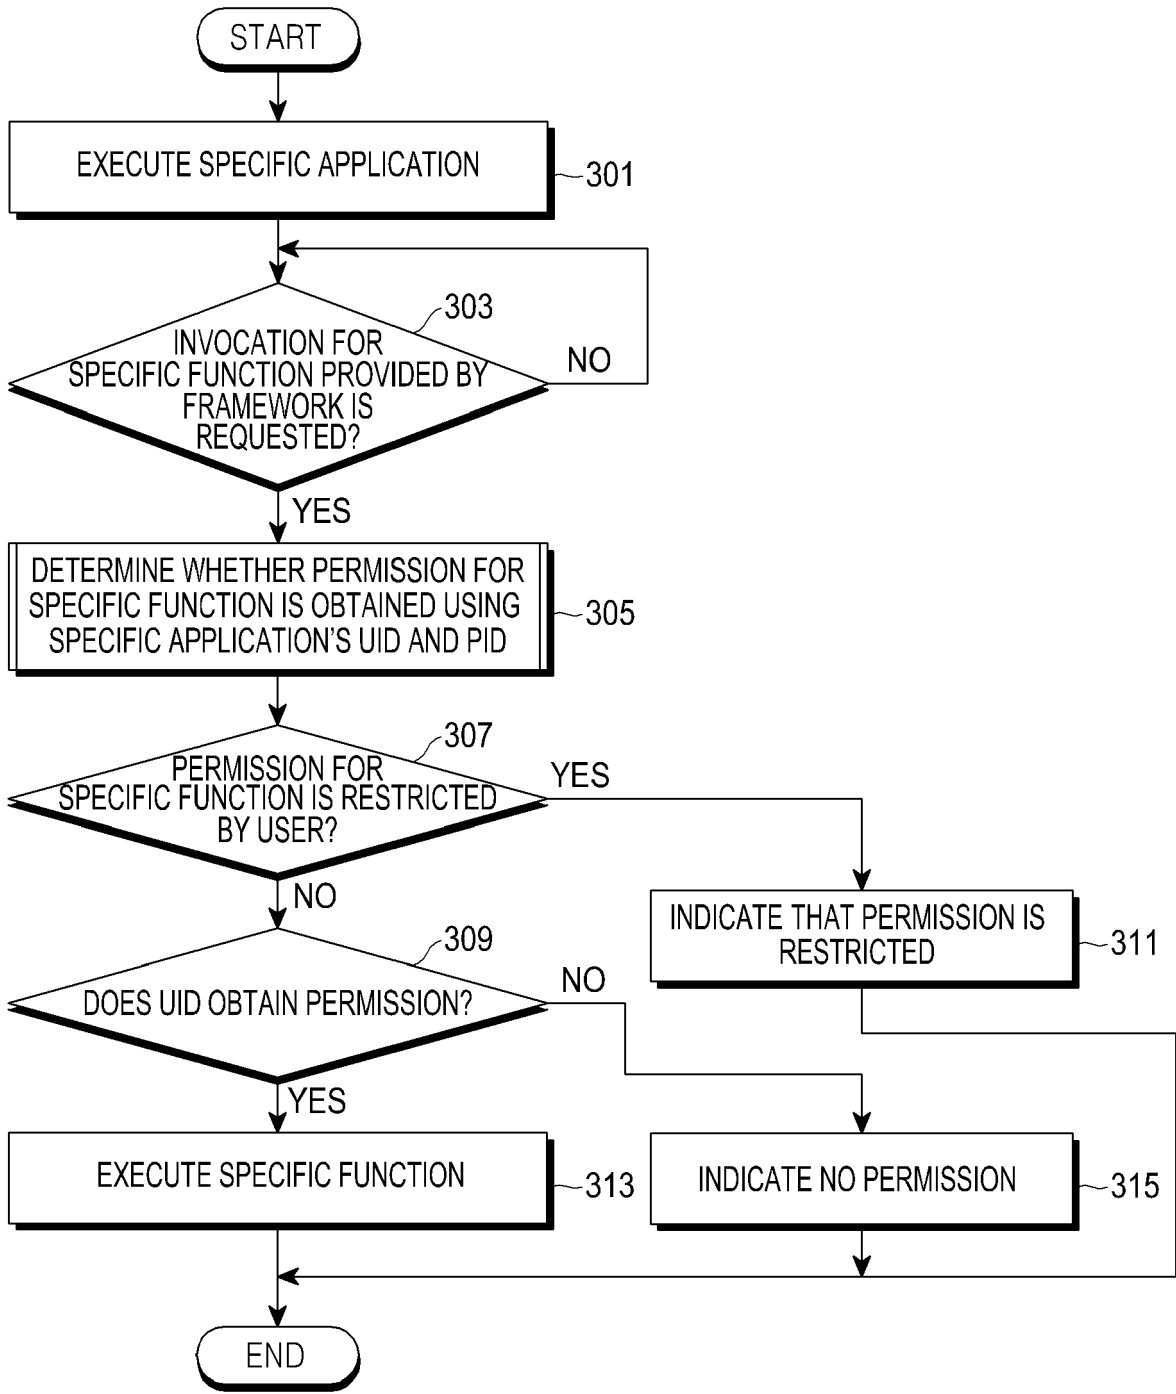 START
EXECUTE SPECIFIC APPLICATION
301
303
INVOCATION FOR
SPECIFIC FUNCTION PROVIDED BY
FRAMEWORK IS
REQUESTED?
NO
YES
DETERMINE WHETHER PERMISSION FOR
SPECIFIC FUNCTION IS OBTAINED USING
SPECIFIC APPLICATION'S UID AND PID
305
307
PERMISSION FOR
SPECIFIC FUNCTION IS RESTRICTED
BY USER?
YES
NO
INDICATE THAT PERMISSION IS
RESTRICTED
311
309
DOES UID OBTAIN PERMISSION?
NO
YES
EXECUTE SPECIFIC FUNCTION
313
INDICATE NO PERMISSION
315
END